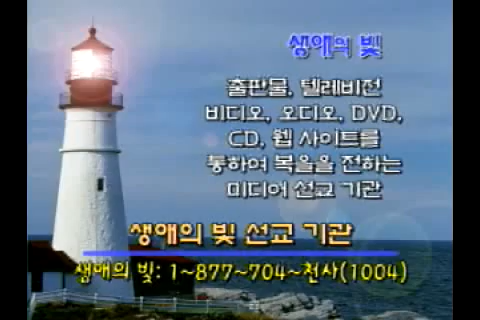 생애의 빛
출판물, 텔레비전
비디오, 오디오, DVD,
CD, 웹 사이트를
통하여 복음을 전하는
미디어 선교 기관
생애의 빛 선교 기관
생애의 빛: 1~877~704~천사(1004)